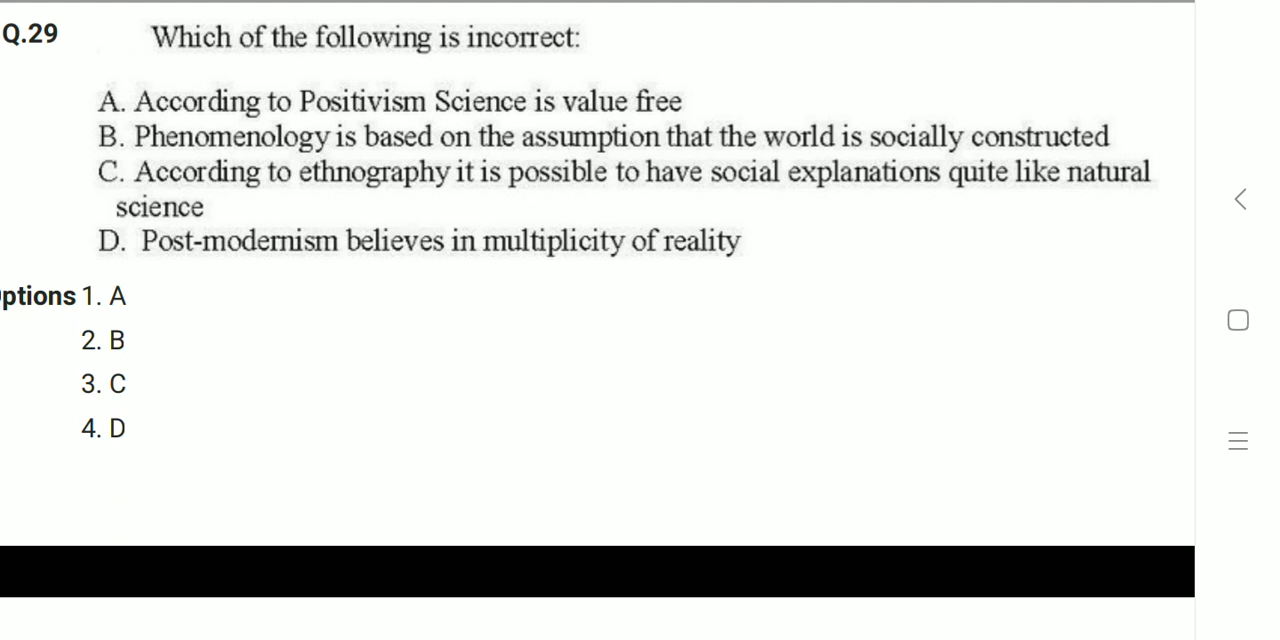 Q.29 Which of the following is incorrect:
A. According to Positivism Science is value free
B. Phenomenology is based on the assumption that the world is socially constructed
C. According to ethnography it is possible to have social explanations quite like natural
science
D. Post-modernism believes in multiplicity of reality
ptions 1. A
2. B
3. C
4. D